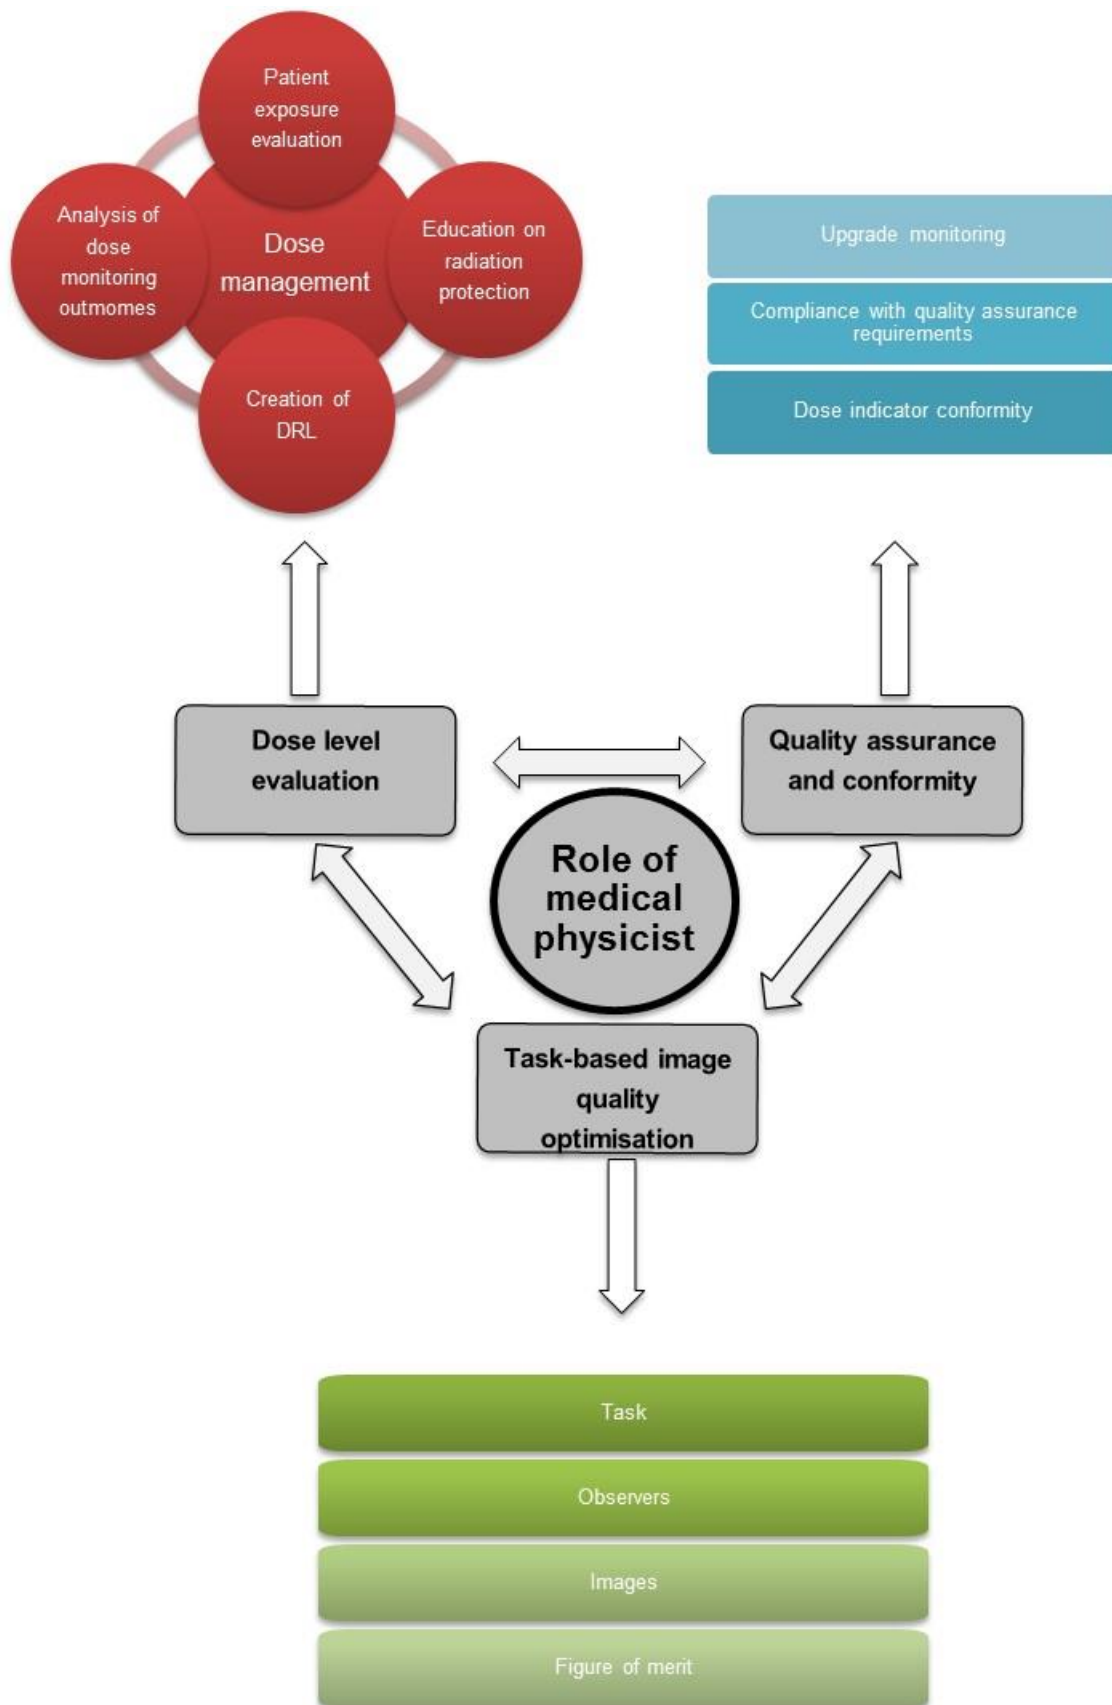 Patient
exposure
evaluation
Analysis of
dose
monitoring
outmomes
Dose
management
Education on
radiation
protection
Creation of
DRL
Upgrade monitoring
Compliance with quality assurance
requirements
Dose indicator conformity
Dose level
evaluation
Quality assurance
and conformity
Role of
medical
physicist
Task-based image
quality
optimisation
Task
Observers
Images
Figure of merit